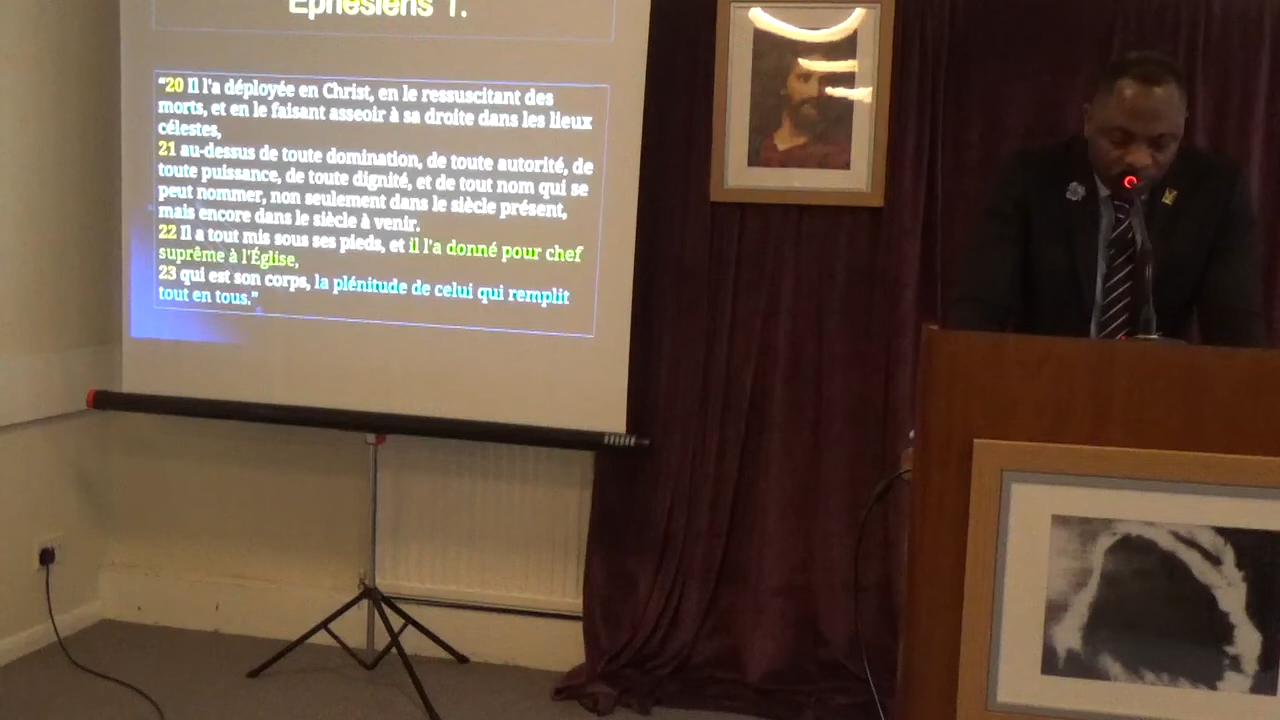 Ephésiens 1.
“20 Il l'a déployée en Christ, en le ressuscitant des
morts, et en le faisant asseoir à sa droite dans les lieux
célestes,
21 au-dessus de toute domination, de toute autorité, de
toute puissance, de toute dignité, et de tout nom qui se
peut nommer, non seulement dans le siècle présent,
mais encore dans le siècle à venir.
22 Il a tout mis sous ses pieds, et il l'a donné pour chef
suprême à l'Église,
23 qui est son corps, la plénitude de celui qui remplit
tout en tous.”